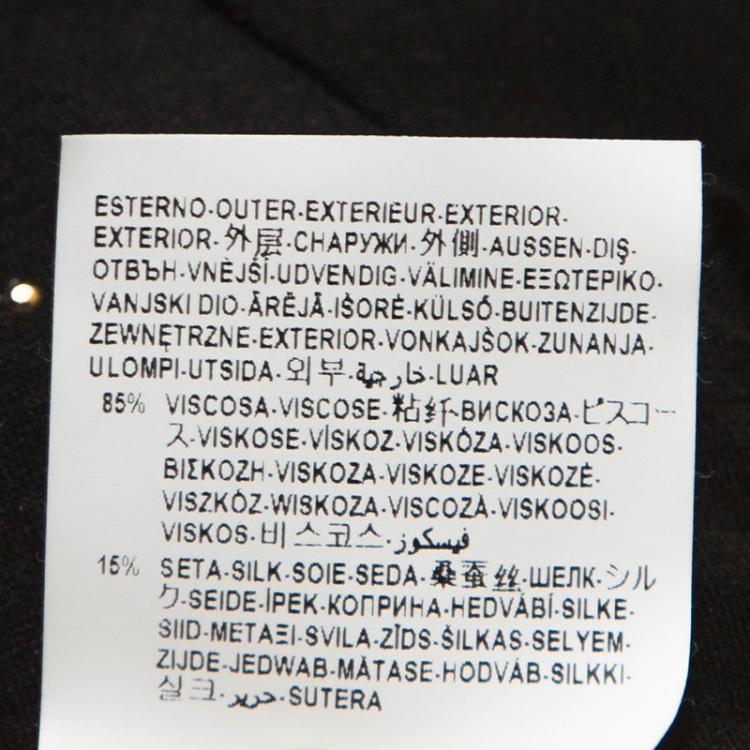 ESTERNO-OUTER-EXTERIEUR-EXTERIOR-
EXTERIOR-外层-СНАРУЖИ-外側-AUSSEN-DIŞ-
ОТВЪН-VNĚJŠÍ-UDVENDIG-VÄLIMINE-ΕΞΩΤΕΡΙΚΟ-
VANJSKI DIO-ĀRĒJĀ-IŠORĖ-KÜLSŐ-BUITENZIJDE-
ZEWNĘTRZNE-EXTERIOR-VONKAJŠOK-ZUNANJA-
ULOMPI-UTSIDA-외부-خارجية-LUAR
85% VISCOSA-VISCOSE-粘纤-ВИСКОЗА-ビスコー
ス-VISKOSE-VİSKOZ-VISKÓZA-VISKOOS-
ΒΙΣΚΟΖΗ-VISKOZA-VISKOZE-VISKOZĖ-
VISZKÓZ-WISKOZA-VISCOZĂ-VISKOOSI-
VISKOS-비스코스-فيسكوز
15% SETA-SILK-SOIE-SEDA-桑蚕丝-ШЕЛК-シル
ク-SEIDE-İPEK-КОПРИНА-HEDVÁBÍ-SILKE-
SIID-ΜΕΤΑΞΙ-SVILA-ZĪDS-ŠILKAS-SELYEM-
ZIJDE-JEDWAB-MĂTASE-HODVÁB-SILKKI-
실크-حرير-SUTERA